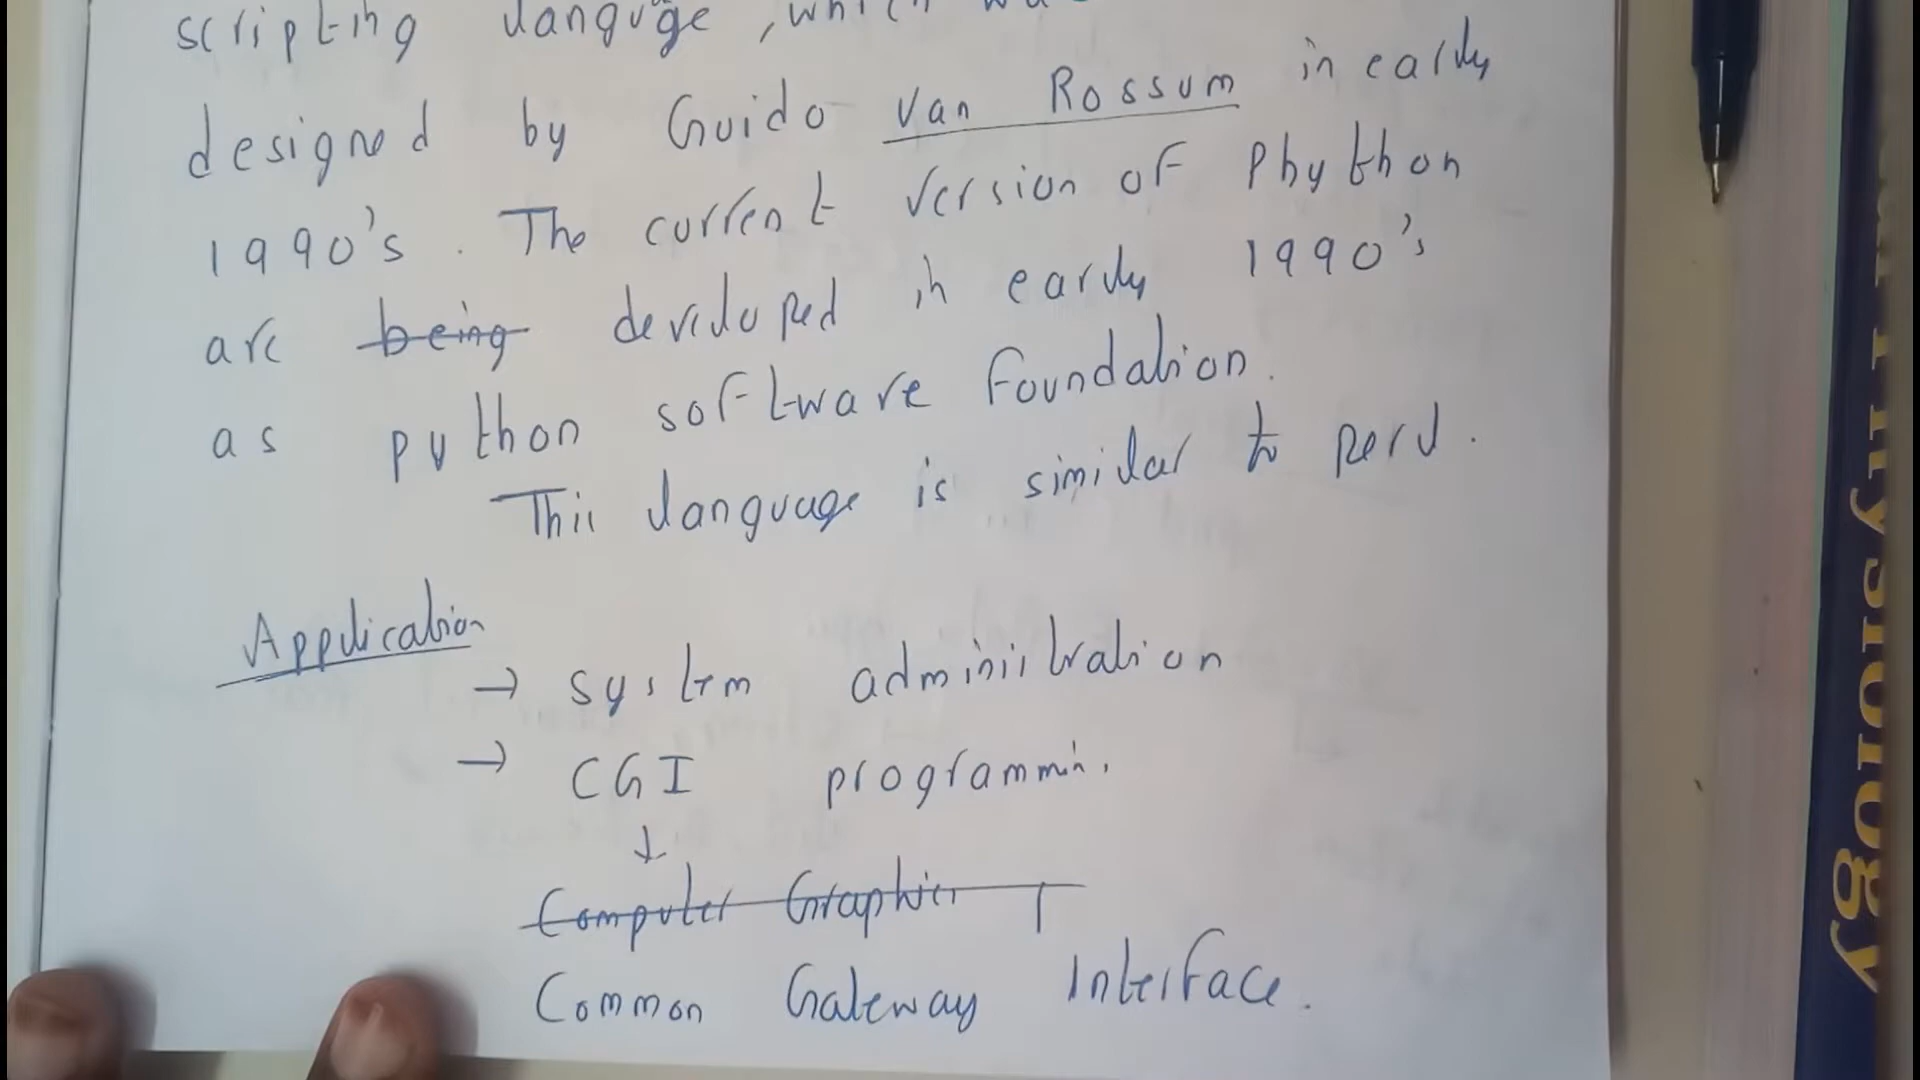 scripting languge, which
designed by Guido Van Rossum in early
1990's. The current version of Phython
are being developed in early 1990's
as python software foundation.
This language is similar to perl.
Application
→ system administration
→ CGI programmin.
↓
Computer Graphics I
Common Gateway Interface.
ysiology